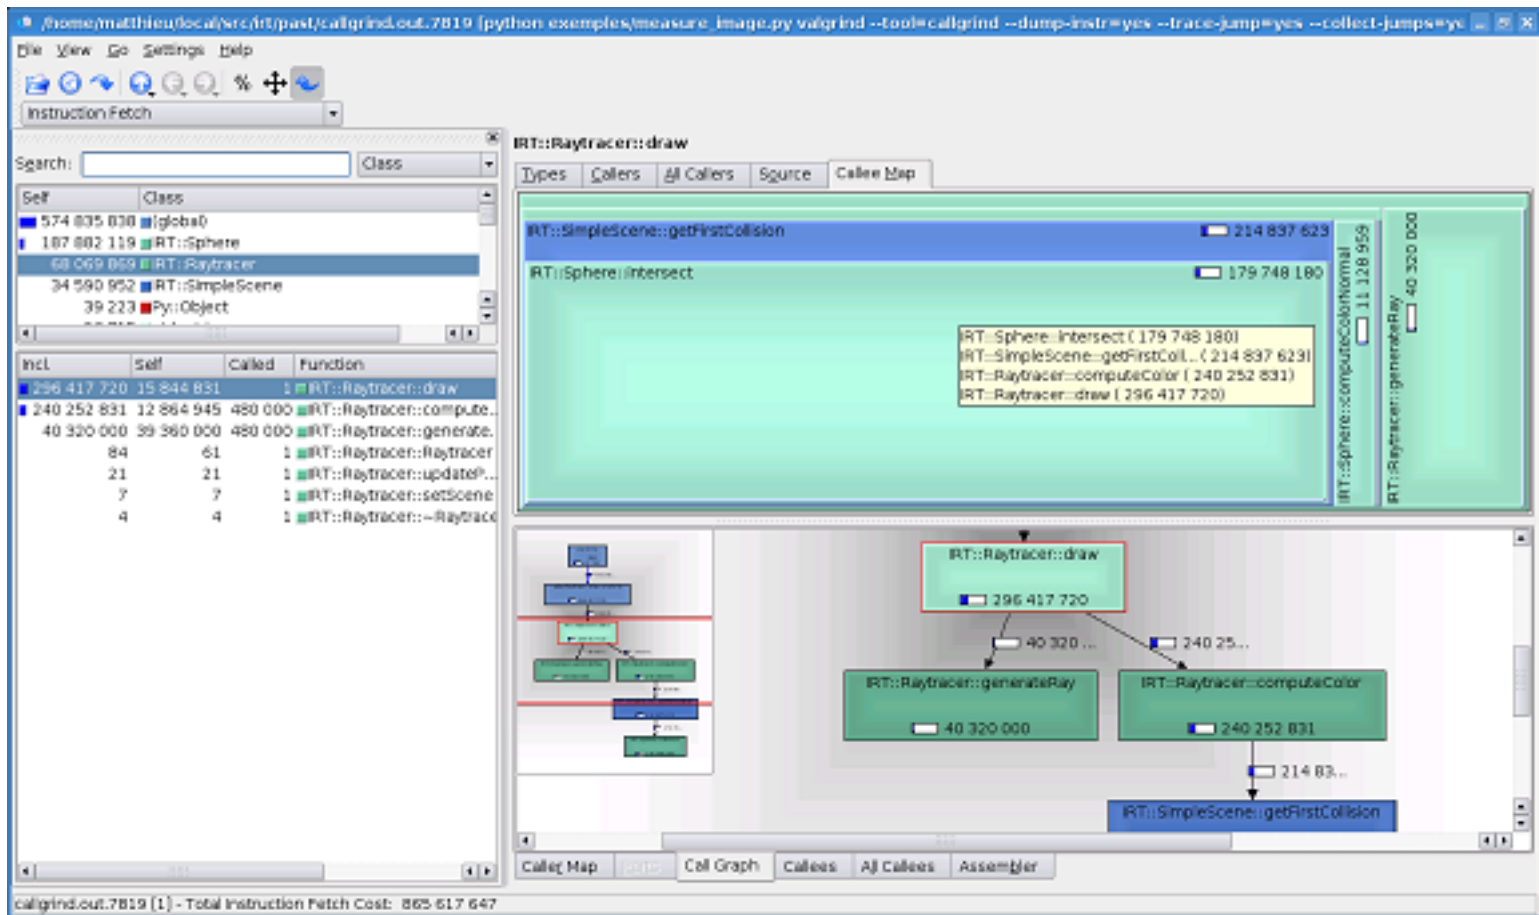 /home/matthieu/local/src/irt/past/callgrind.out.7819 [python exemples/measure_image.py valgrind --tool=callgrind --dump-instr=yes --trace-jump=yes --collect-jumps=ye
File View Go Settings Help
%
Instruction Fetch
Search: Class
Self Class
574 835 838 (global)
187 882 119 IRT::Sphere
68 069 869 IRT::Raytracer
34 590 952 IRT::SimpleScene
39 223 Py::Object
Incl. Self Called Function
296 417 720 15 844 831 1 IRT::Raytracer::draw
240 252 831 12 864 945 480 000 IRT::Raytracer::compute...
40 320 000 39 360 000 480 000 IRT::Raytracer::generate...
84 61 1 IRT::Raytracer::Raytracer
21 21 1 IRT::Raytracer::updateP...
7 7 1 IRT::Raytracer::setScene
4 4 1 IRT::Raytracer::~Raytrace
IRT::Raytracer::draw
Types Callers All Callers Source Callee Map
IRT::SimpleScene::getFirstCollision 214 837 623
IRT::Sphere::intersect 179 748 180
IRT::Sphere::computeColorNormal 11 128 959
IRT::Raytracer::generateRay 40 320 000
IRT::Sphere::intersect ( 179 748 180)
IRT::SimpleScene::getFirstColl... ( 214 837 623)
IRT::Raytracer::computeColor ( 240 252 831)
IRT::Raytracer::draw ( 296 417 720)
IRT::Raytracer::draw
296 417 720
40 320 ...
240 25...
IRT::Raytracer::generateRay
40 320 000
IRT::Raytracer::computeColor
240 252 831
214 83...
IRT::SimpleScene::getFirstCollision
Caller Map Call Graph Callees All Callees Assembler
callgrind.out.7819 [1] - Total Instruction Fetch Cost: 865 617 647